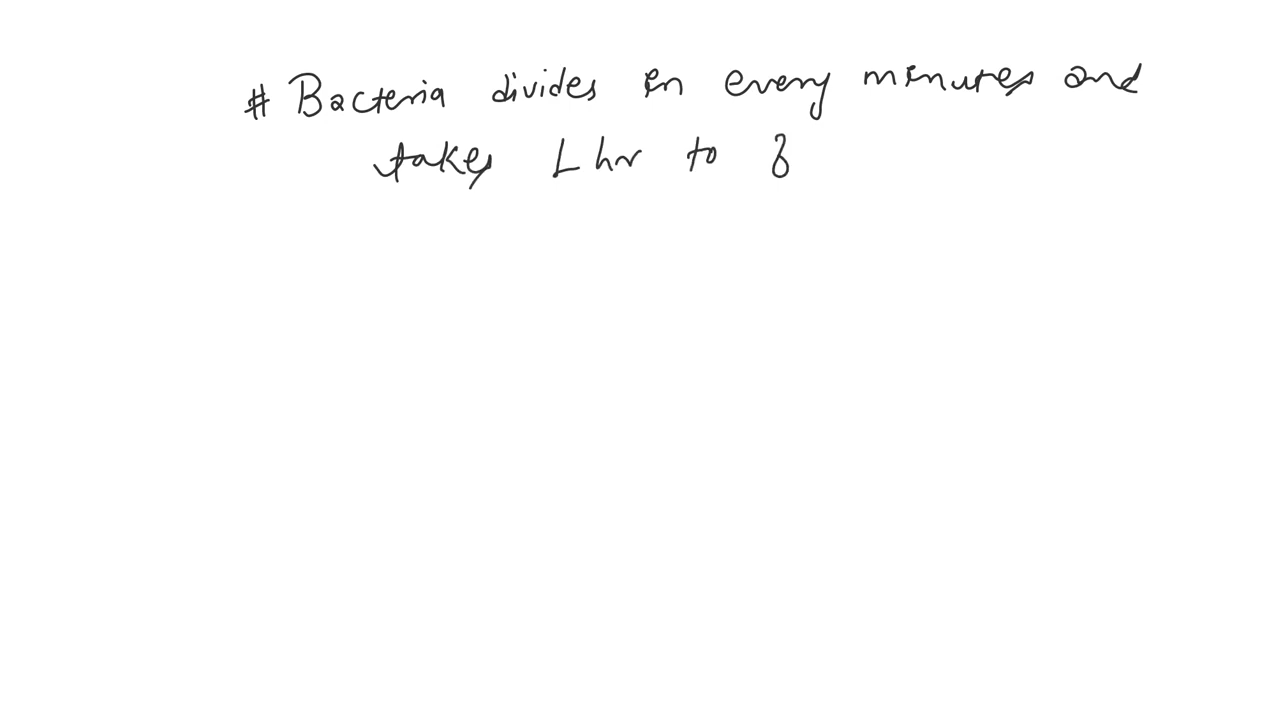 # Bacteria divides in every minutes and
takes 1 hr to